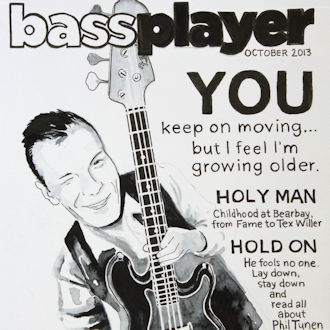 bassplayer
OCTOBER 2013
YOU
keep on moving...
but I feel I'm
growing older.
HOLY MAN
Childhood at Bearbay,
from Fame to Tex Willer
HOLD ON
He fools no one.
Lay down,
stay down
and
read all
about
Phil Tunen